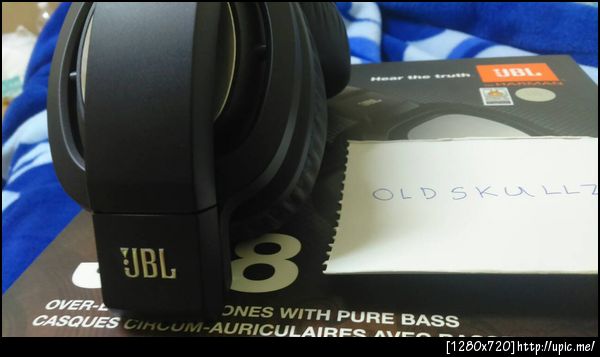 Hear the truth JBL
by HARMAN
OLDSKULLZ
JBL
8
OVER-E ONES WITH PURE BASS
CASQUES CIRCUM-AURICULAIRES AVEC BASS
[1280x720]http://upic.me/